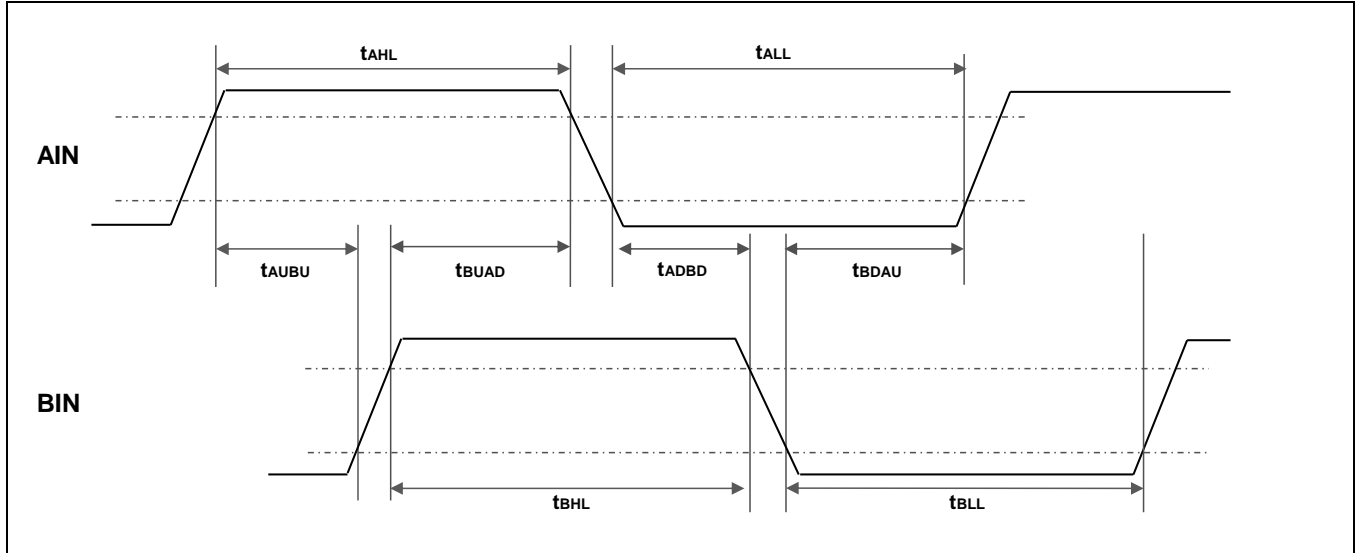 tAHL
tALL
AIN
tAUBU
tBUAD
tADBD
tBDAU
BIN
tBHL
tBLL